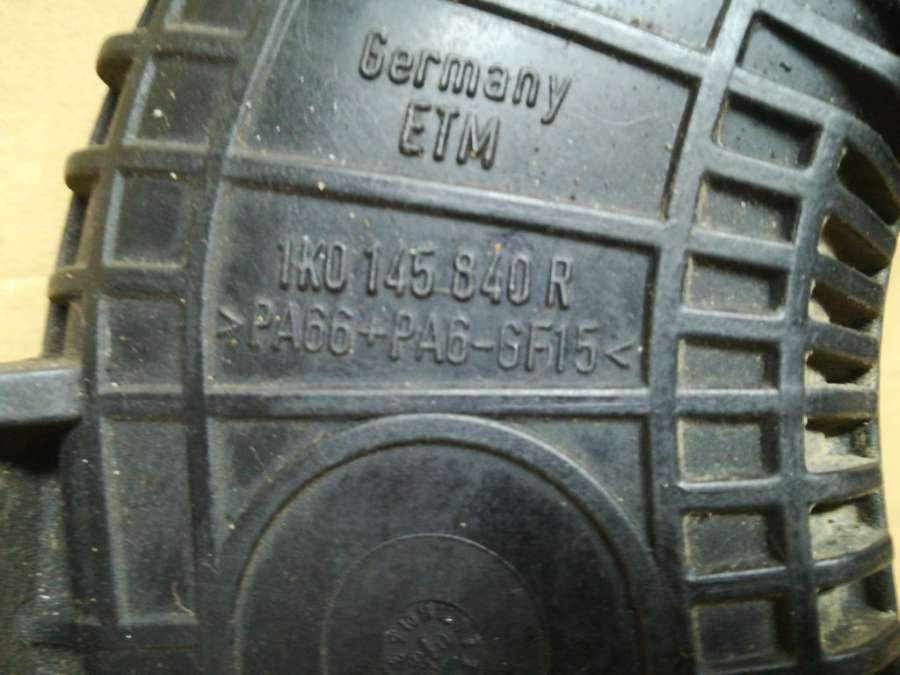 Germany
ETM
1K0 145 840 R
>PA66+PA6-GF15<